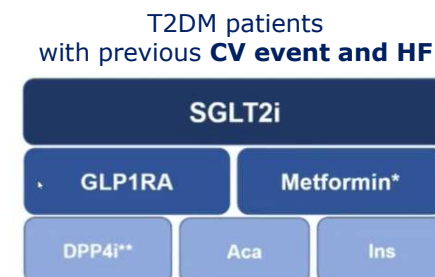 T2DM patients
with previous CV event and HF
SGLT2i
GLP1RA Metformin*
DPP4i** Aca Ins